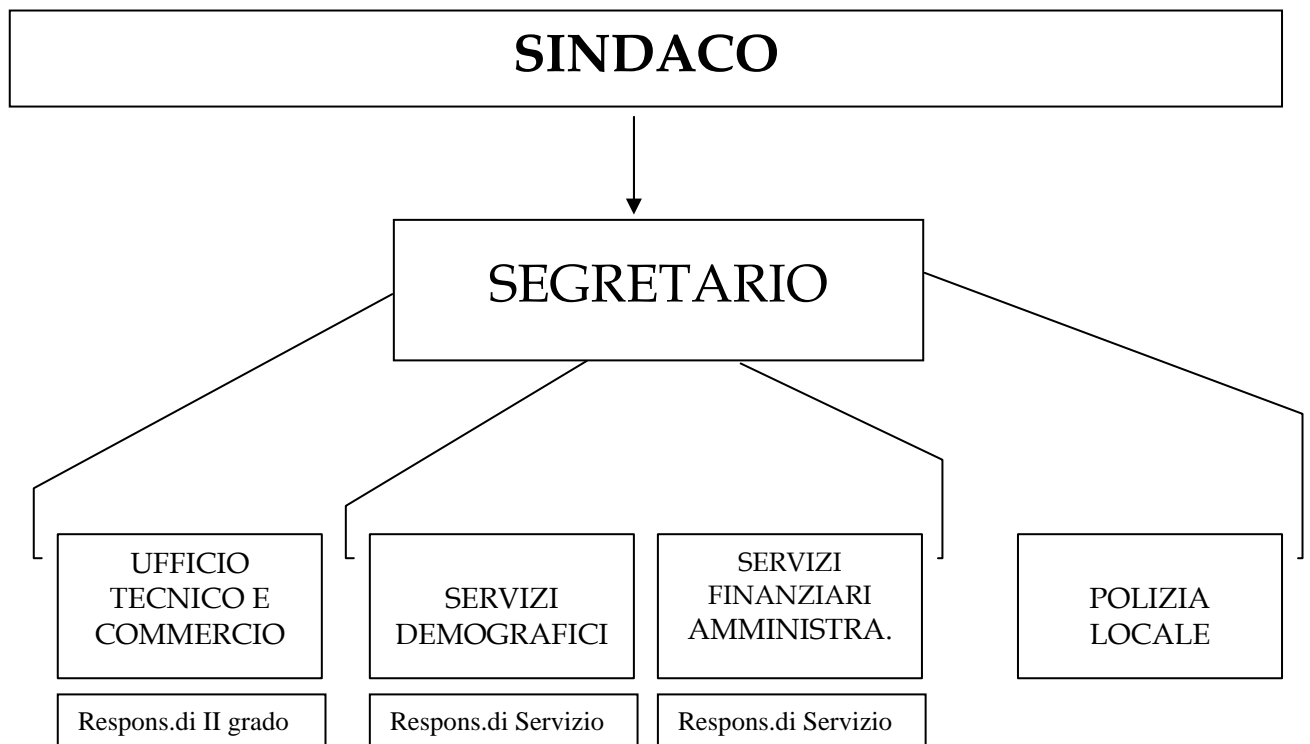 SINDACO
SEGRETARIO
UFFICIO
TECNICO E
COMMERCIO
SERVIZI
DEMOGRAFICI
SERVIZI
FINANZIARI
AMMINISTRA.
POLIZIA
LOCALE
Respons.di II grado
Respons.di Servizio
Respons.di Servizio